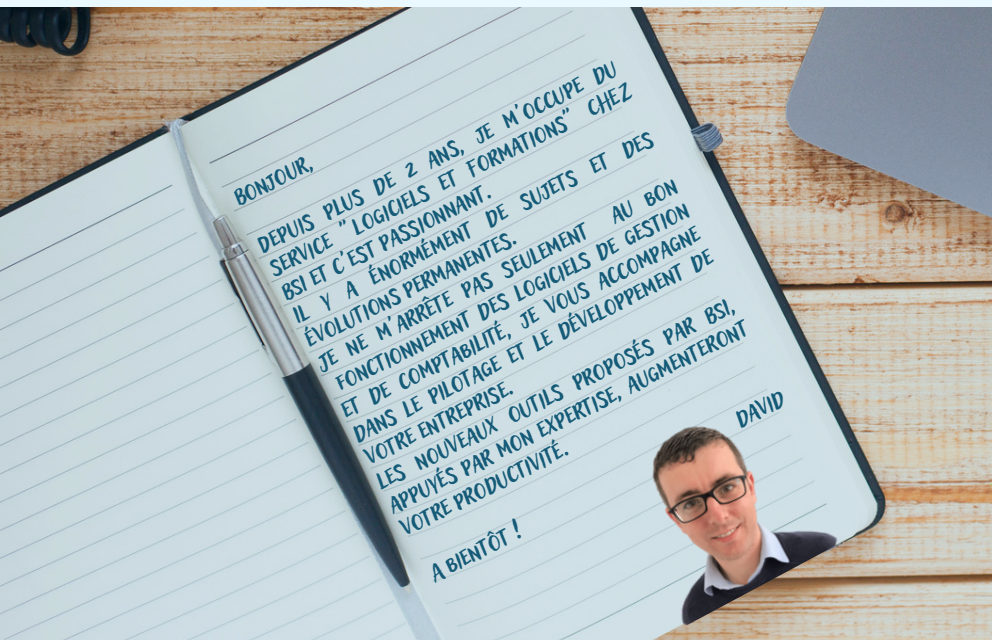 BONJOUR,
DEPUIS PLUS DE 2 ANS, JE M'OCCUPE DU
SERVICE "LOGICIELS ET FORMATIONS" CHEZ
BSI ET C'EST PASSIONNANT.
IL Y A ÉNORMÉMENT DE SUJETS ET DES
ÉVOLUTIONS PERMANENTES.
JE NE M'ARRÊTE PAS SEULEMENT AU BON
FONCTIONNEMENT DES LOGICIELS DE GESTION
ET DE COMPTABILITÉ, JE VOUS ACCOMPAGNE
DANS LE PILOTAGE ET LE DÉVELOPPEMENT DE
VOTRE ENTREPRISE.
LES NOUVEAUX OUTILS PROPOSÉS PAR BSI,
APPUYÉS PAR MON EXPERTISE, AUGMENTERONT
VOTRE PRODUCTIVITÉ.
DAVID
A BIENTÔT !